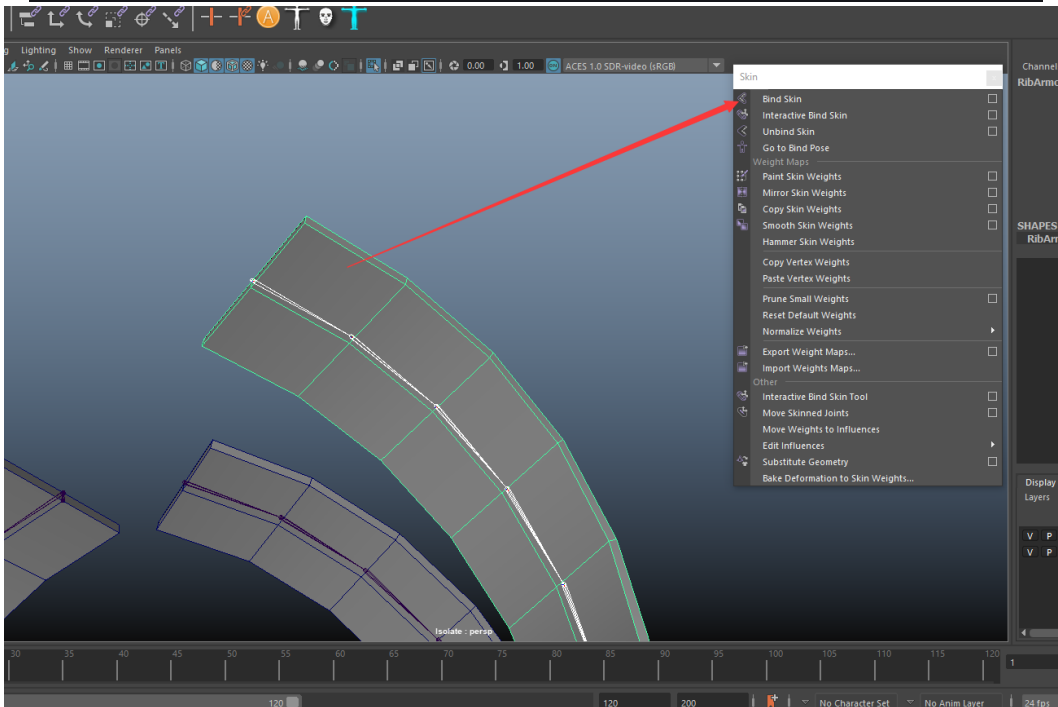 A T T
g Lighting Show Renderer Panels
0.00 1.00 ACES 1.0 SDR-video (sRGB)
Channel
RibArmo
Skin
Bind Skin
Interactive Bind Skin
Unbind Skin
Go to Bind Pose
Weight Maps
Paint Skin Weights
Mirror Skin Weights
Copy Skin Weights
Smooth Skin Weights
Hammer Skin Weights
Copy Vertex Weights
Paste Vertex Weights
Prune Small Weights
Reset Default Weights
Normalize Weights
Export Weight Maps...
Import Weights Maps...
Other
Interactive Bind Skin Tool
Move Skinned Joints
Move Weights to Influences
Edit Influences
Substitute Geometry
Bake Deformation to Skin Weights...
SHAPES
RibArr
Display
Layers
V P
V P
Isolate : persp
30 35 40 45 50 55 60 65 70 75 80 85 90 95 100 105 110 115 120
1
120 120 200 No Character Set No Anim Layer 24 fps